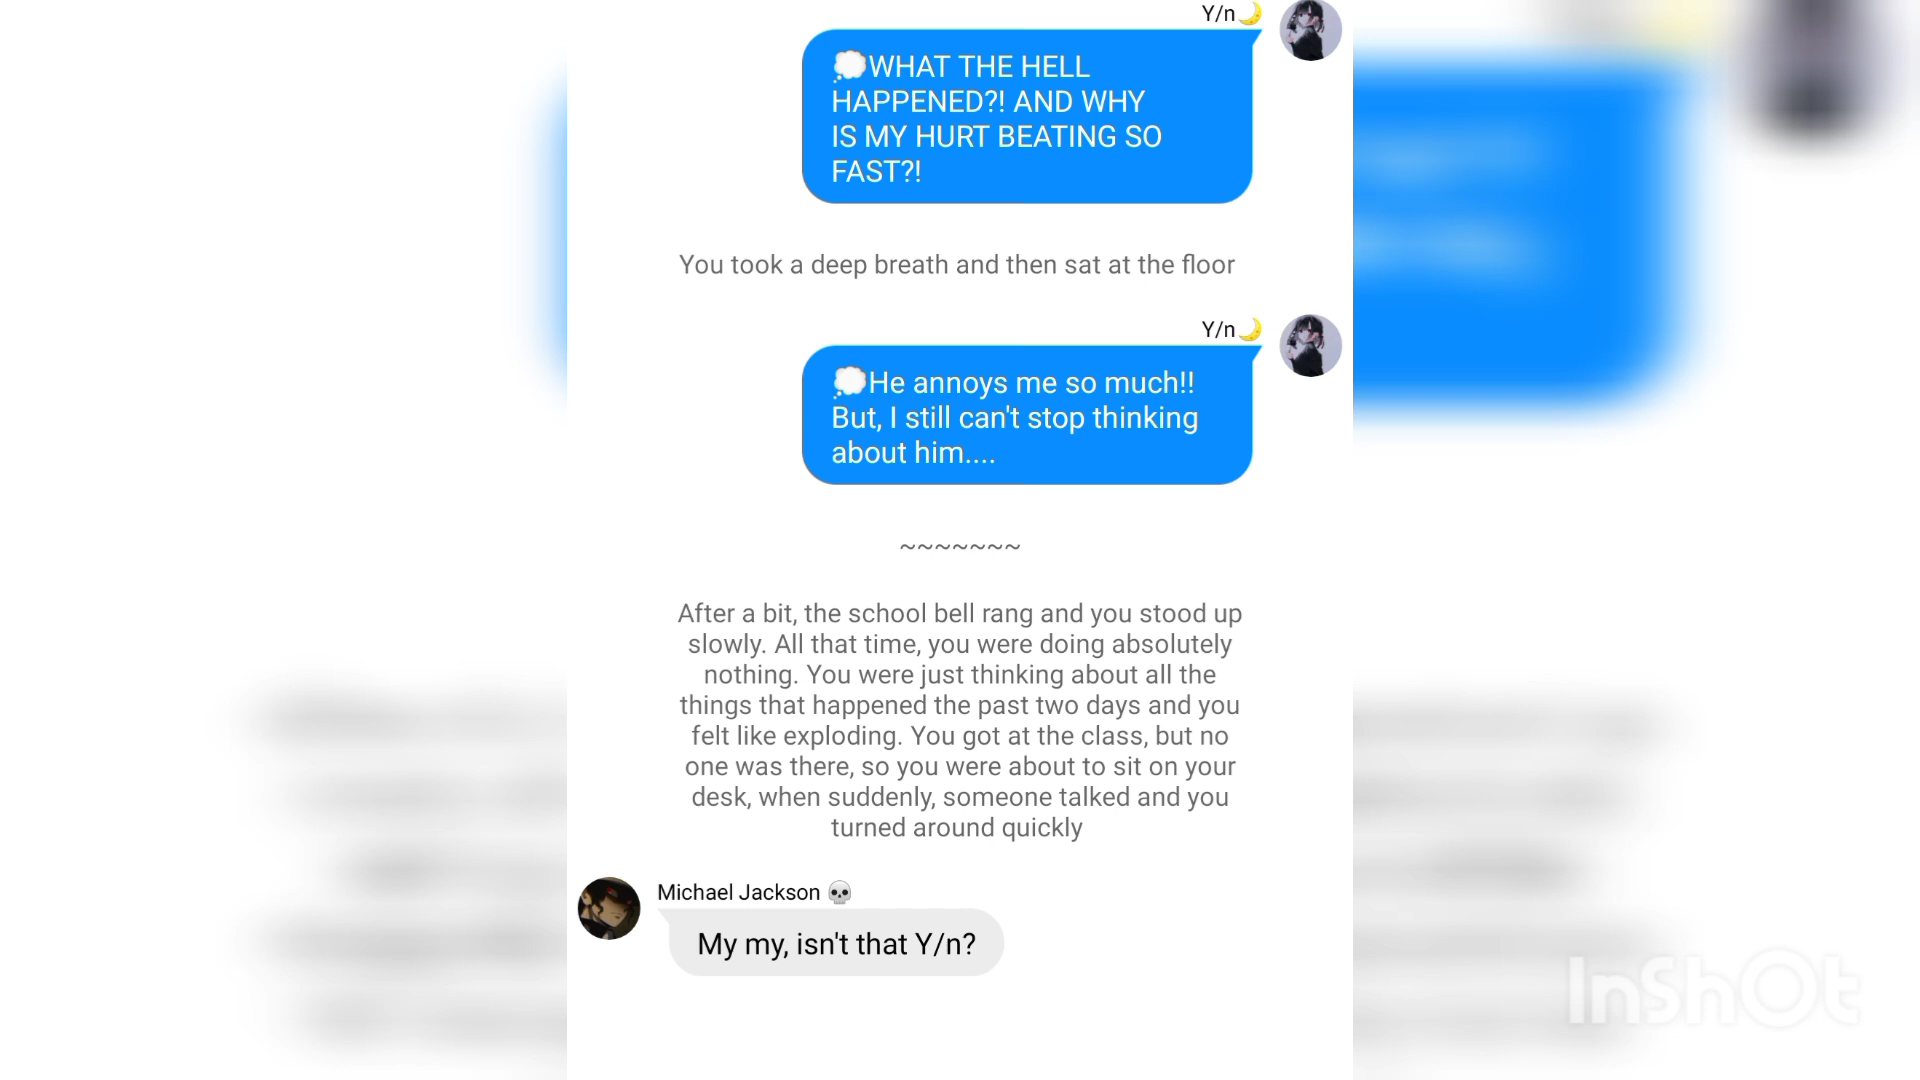 Y/n🌙
💭WHAT THE HELL
HAPPENED?! AND WHY
IS MY HURT BEATING SO
FAST?!
You took a deep breath and then sat at the floor
Y/n🌙
💭He annoys me so much!!
But, I still can't stop thinking
about him....
~~~~~~~
After a bit, the school bell rang and you stood up
slowly. All that time, you were doing absolutely
nothing. You were just thinking about all the
things that happened the past two days and you
felt like exploding. You got at the class, but no
one was there, so you were about to sit on your
desk, when suddenly, someone talked and you
turned around quickly
Michael Jackson 💀
My my, isn't that Y/n?
InShOt